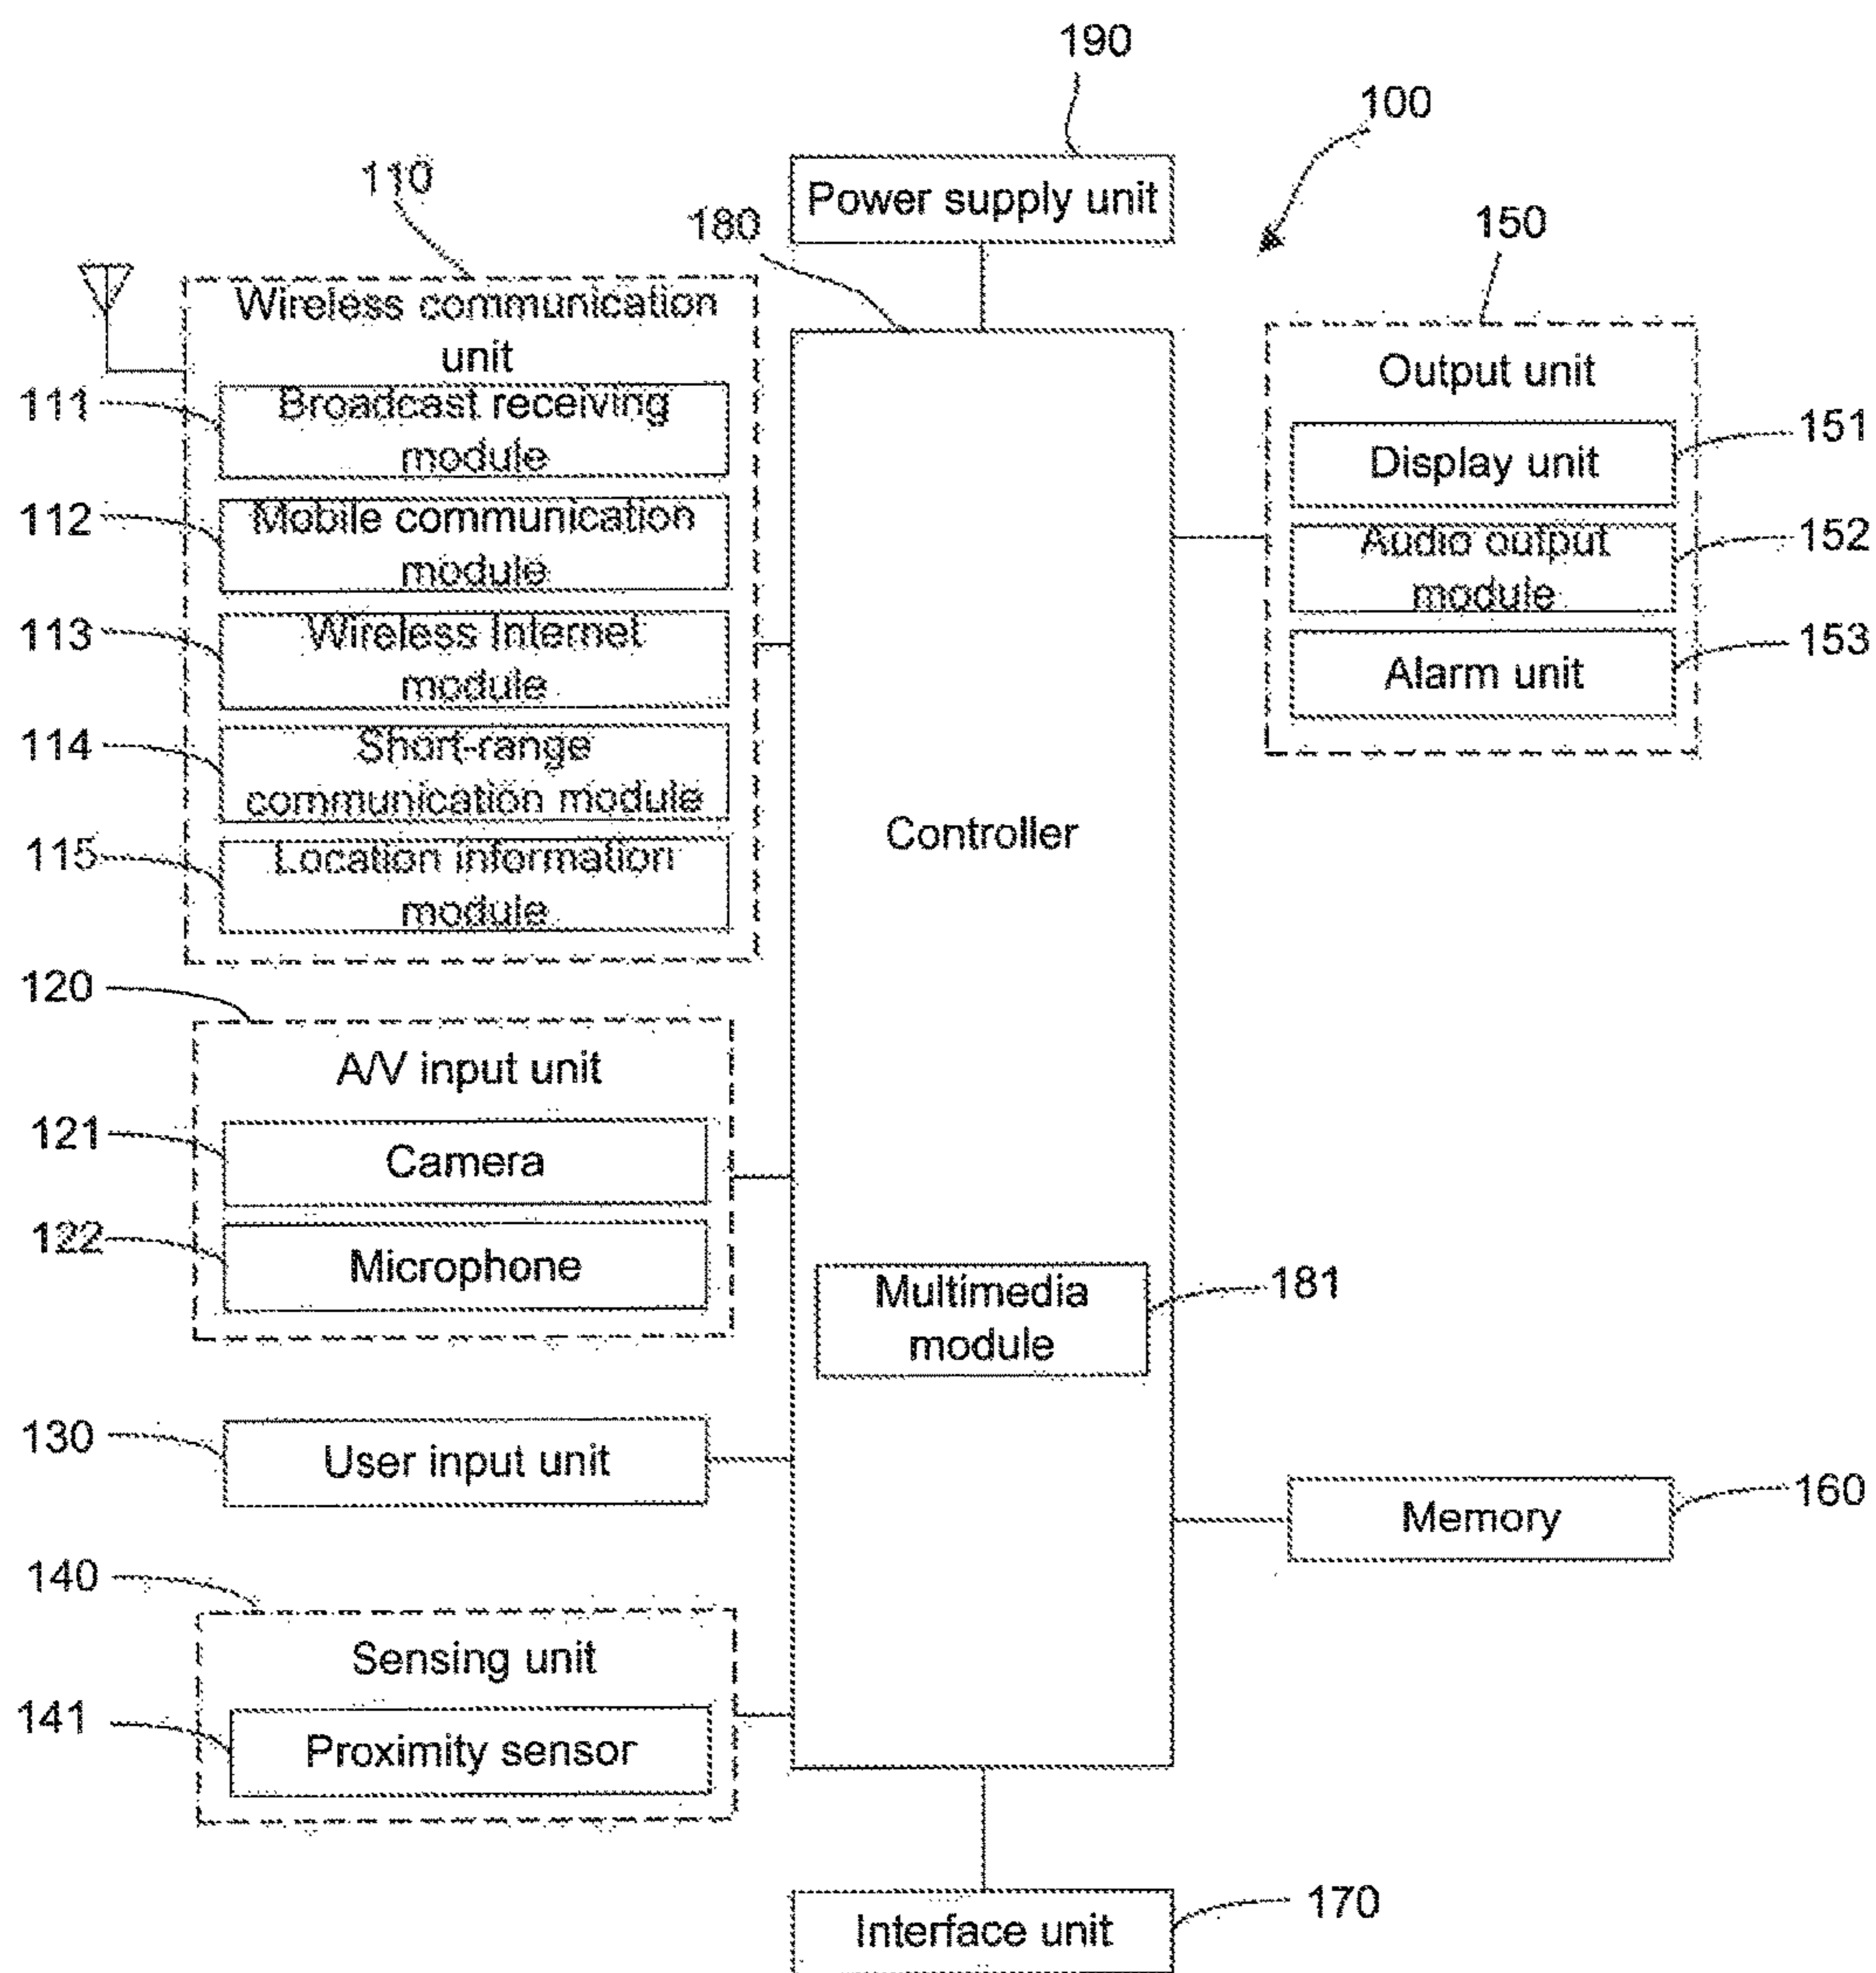 190
100
110
Power supply unit
180
150
Wireless communication
unit
Output unit
111
Broadcast receiving
module
151
Display unit
112
Mobile communication
module
152
Audio output
module
113
Wireless Internet
module
153
Alarm unit
114
Short-range
communication module
Controller
115
Location information
module
120
A/V input unit
121
Camera
122
Microphone
181
Multimedia
module
130
User input unit
160
Memory
140
Sensing unit
141
Proximity sensor
170
Interface unit